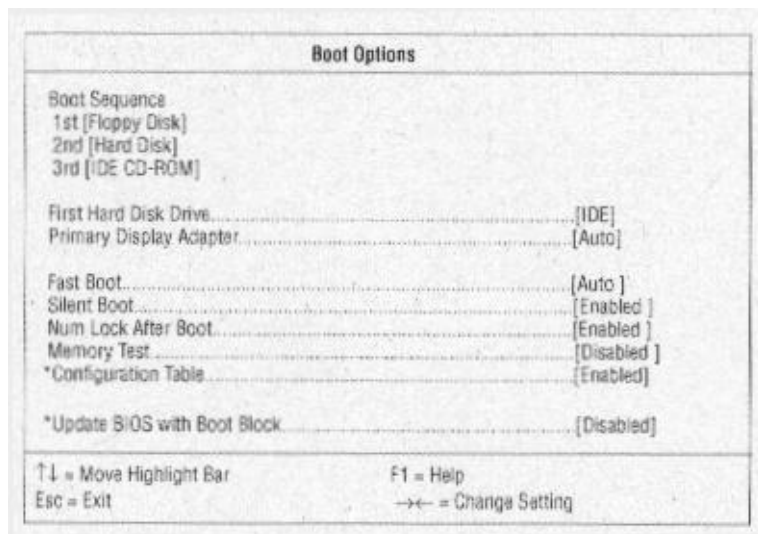 Boot Options
Boot Sequence
1st [Floppy Disk]
2nd [Hard Disk]
3rd [IDE CD-ROM]
First Hard Disk Drive..........[IDE]
Primary Display Adapter..........[Auto]
Fast Boot..........[Auto ]
Silent Boot..........[Enabled ]
Num Lock After Boot..........[Enabled ]
Memory Test..........[Disabled ]
*Configuration Table..........[Enabled]
*Update BIOS with Boot Block..........[Disabled]
↑↓ = Move Highlight Bar F1 = Help
Esc = Exit →← = Change Setting